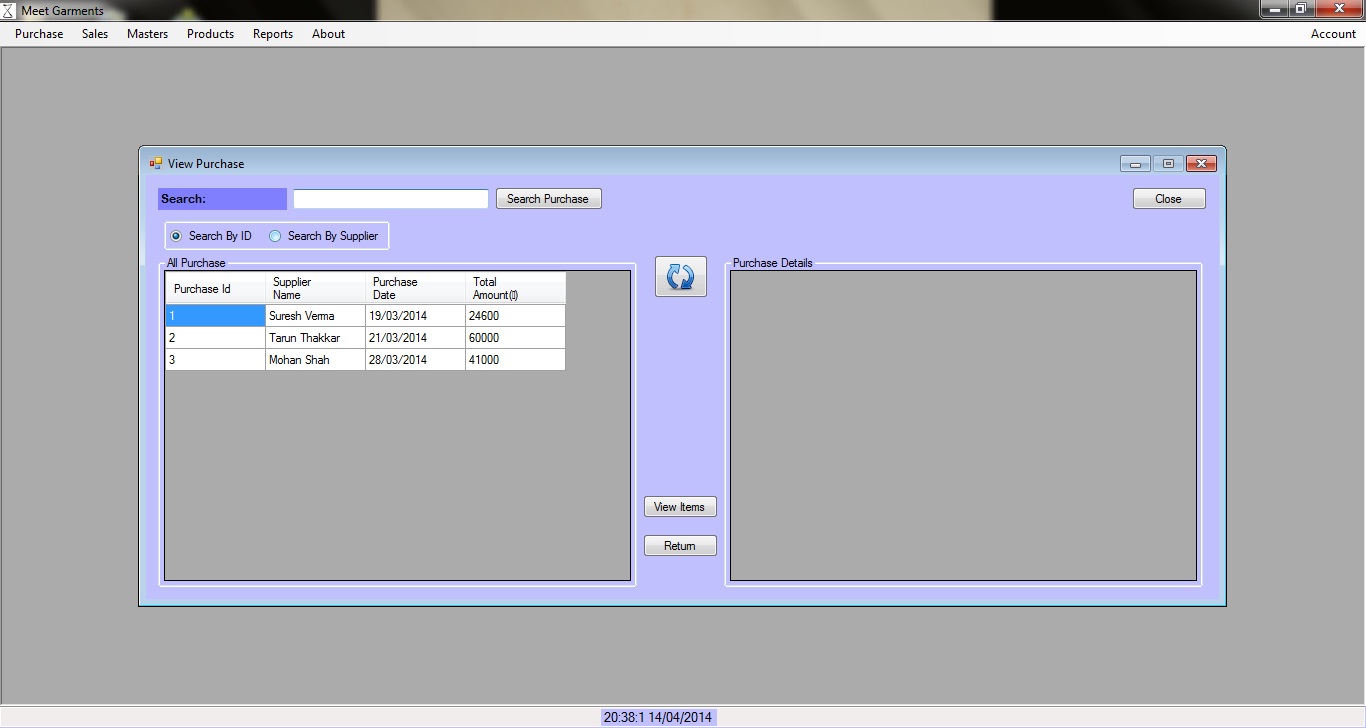 Meet Garments
Purchase Sales Masters Products Reports About Account
View Purchase
Search: Search Purchase Close
Search By ID Search By Supplier
All Purchase
Purchase Id Supplier Name Purchase Date Total Amount(▯)
1 Suresh Verma 19/03/2014 24600
2 Tarun Thakkar 21/03/2014 60000
3 Mohan Shah 28/03/2014 41000
View Items
Return
Purchase Details
20:38:1 14/04/2014